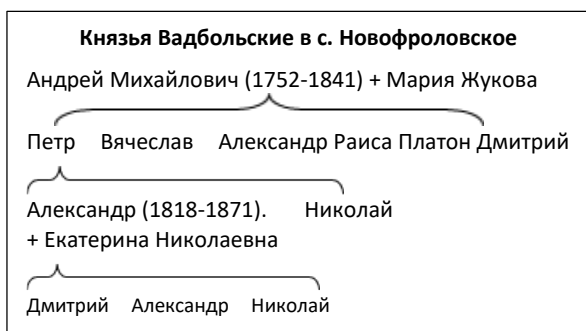 Князья Вадбольские в с. Новофроловское
Андрей Михайлович (1752-1841) + Мария Жукова
Петр Вячеслав Александр Раиса Платон Дмитрий
Александр (1818-1871). Николай
+ Екатерина Николаевна
Дмитрий Александр Николай